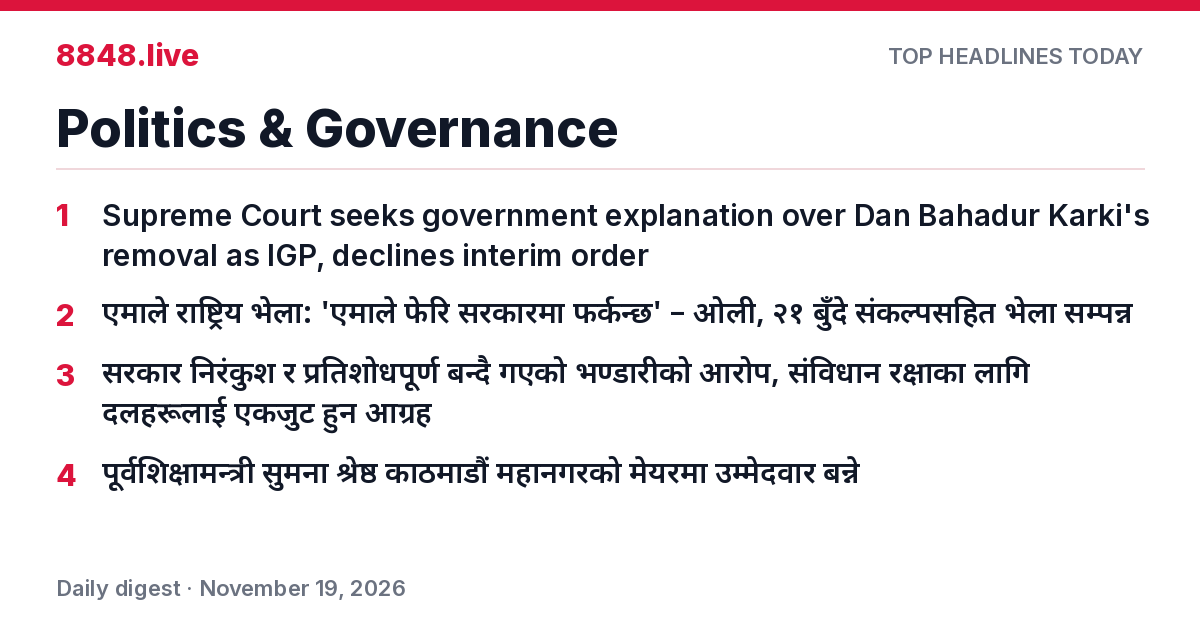 8848.live
TOP HEADLINES TODAY
Politics & Governance
1 Supreme Court seeks government explanation over Dan Bahadur Karki's
removal as IGP, declines interim order
2 एमाले राष्ट्रिय भेला: 'एमाले फेरि सरकारमा फर्कन्छ' – ओली, २१ बुँदे संकल्पसहित भेला सम्पन्न
3 सरकार निरंकुश र प्रतिशोधपूर्ण बन्दै गएको भण्डारीको आरोप, संविधान रक्षाका लागि
दलहरूलाई एकजुट हुन आग्रह
4 पूर्वशिक्षामन्त्री सुमना श्रेष्ठ काठमाडौं महानगरको मेयरमा उम्मेदवार बन्ने
Daily digest · November 19, 2026